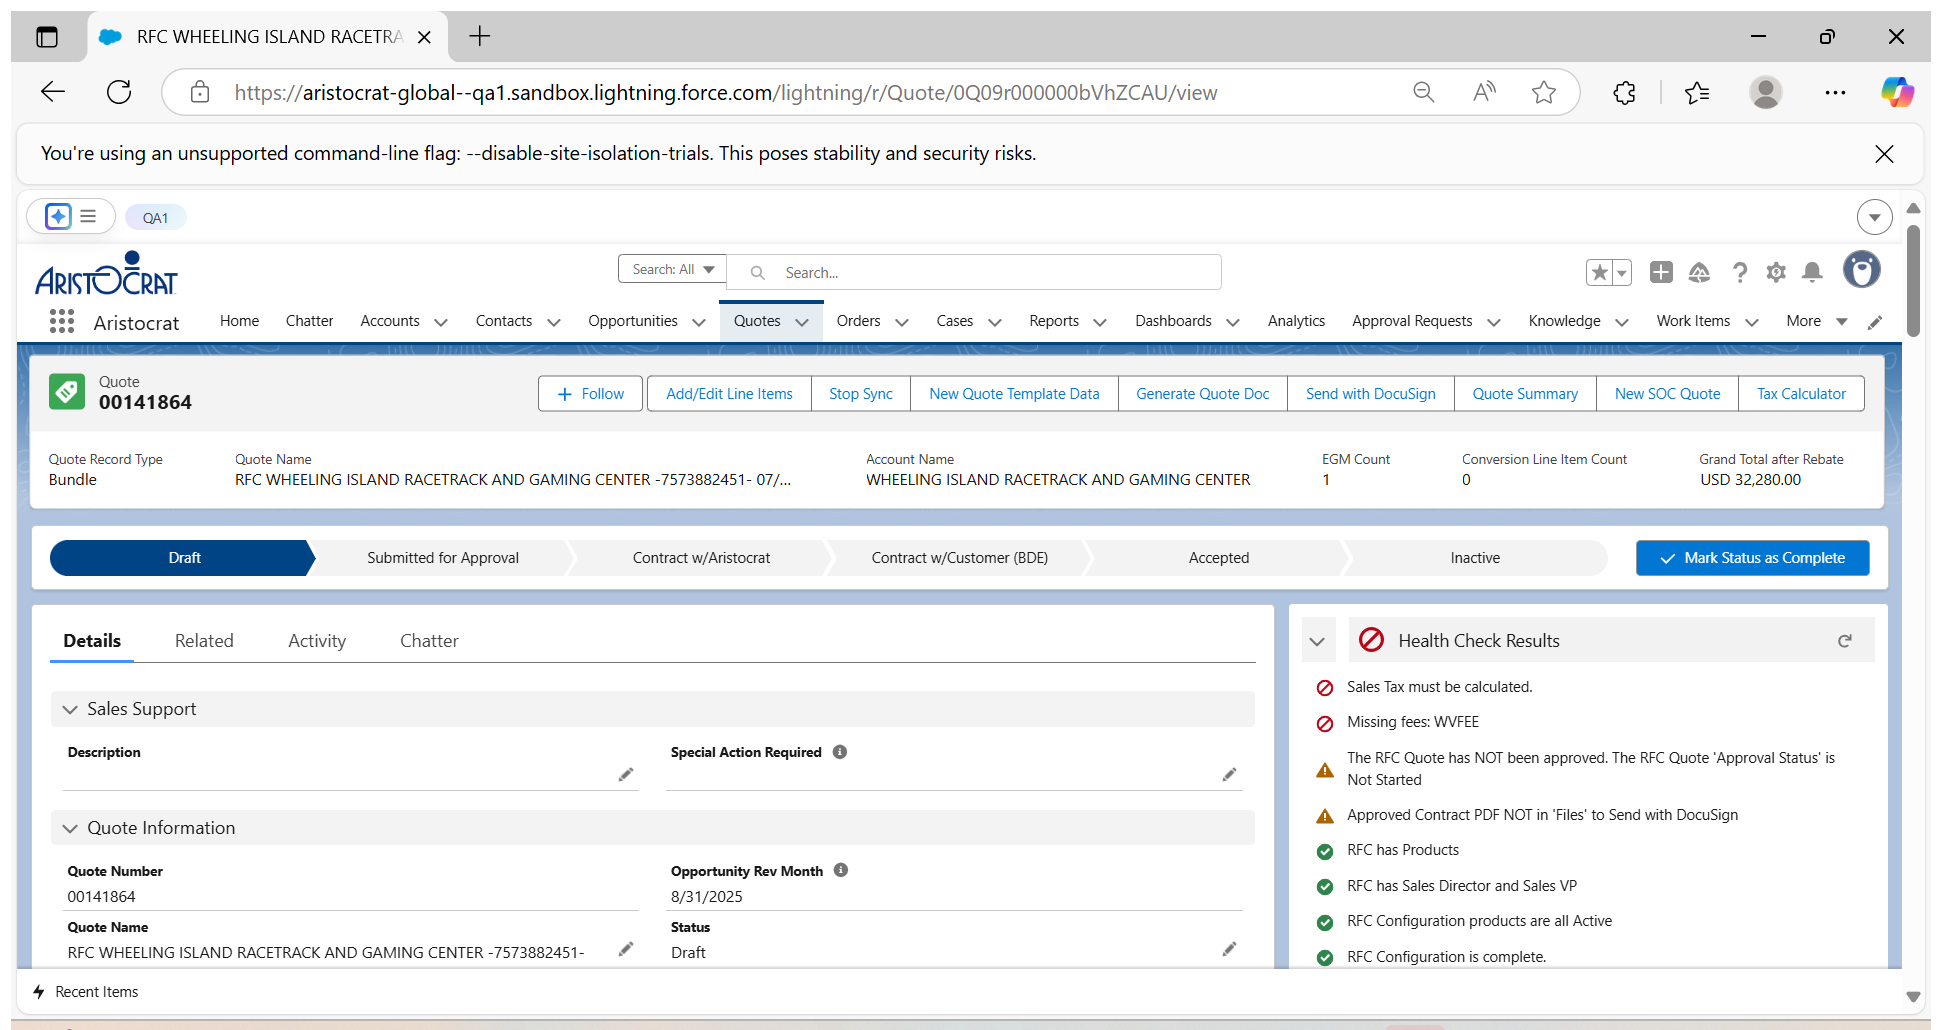 RFC WHEELING ISLAND RACETRA
https://aristocrat-global--qa1.sandbox.lightning.force.com/lightning/r/Quote/0Q09r000000bVhZCAU/view
You're using an unsupported command-line flag: --disable-site-isolation-trials. This poses stability and security risks.
QA1
ARISTOCRAT
Search: All
Search...
Aristocrat
Home
Chatter
Accounts
Contacts
Opportunities
Quotes
Orders
Cases
Reports
Dashboards
Analytics
Approval Requests
Knowledge
Work Items
More
Quote
00141864
Follow
Add/Edit Line Items
Stop Sync
New Quote Template Data
Generate Quote Doc
Send with DocuSign
Quote Summary
New SOC Quote
Tax Calculator
Quote Record Type
Bundle
Quote Name
RFC WHEELING ISLAND RACETRACK AND GAMING CENTER -7573882451- 07/...
Account Name
WHEELING ISLAND RACETRACK AND GAMING CENTER
EGM Count
1
Conversion Line Item Count
0
Grand Total after Rebate
USD 32,280.00
Draft
Submitted for Approval
Contract w/Aristocrat
Contract w/Customer (BDE)
Accepted
Inactive
Mark Status as Complete
Details
Related
Activity
Chatter
Sales Support
Description
Special Action Required
Quote Information
Quote Number
00141864
Opportunity Rev Month
8/31/2025
Quote Name
RFC WHEELING ISLAND RACETRACK AND GAMING CENTER -7573882451-
Status
Draft
Health Check Results
Sales Tax must be calculated.
Missing fees: WVFEE
The RFC Quote has NOT been approved. The RFC Quote 'Approval Status' is
Not Started
Approved Contract PDF NOT in 'Files' to Send with DocuSign
RFC has Products
RFC has Sales Director and Sales VP
RFC Configuration products are all Active
RFC Configuration is complete.
Recent Items